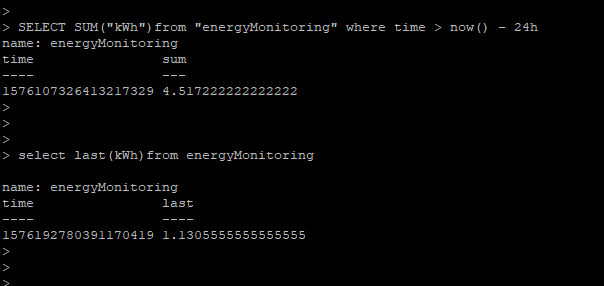 >
> SELECT SUM("kWh")from "energyMonitoring" where time > now() - 24h
name: energyMonitoring
time                sum
----                ---
1576107326413217329 4.517222222222222
>
>
>
> select last(kWh)from energyMonitoring
name: energyMonitoring
time                last
----                ----
1576192780391170419 1.1305555555555555
>
>
>